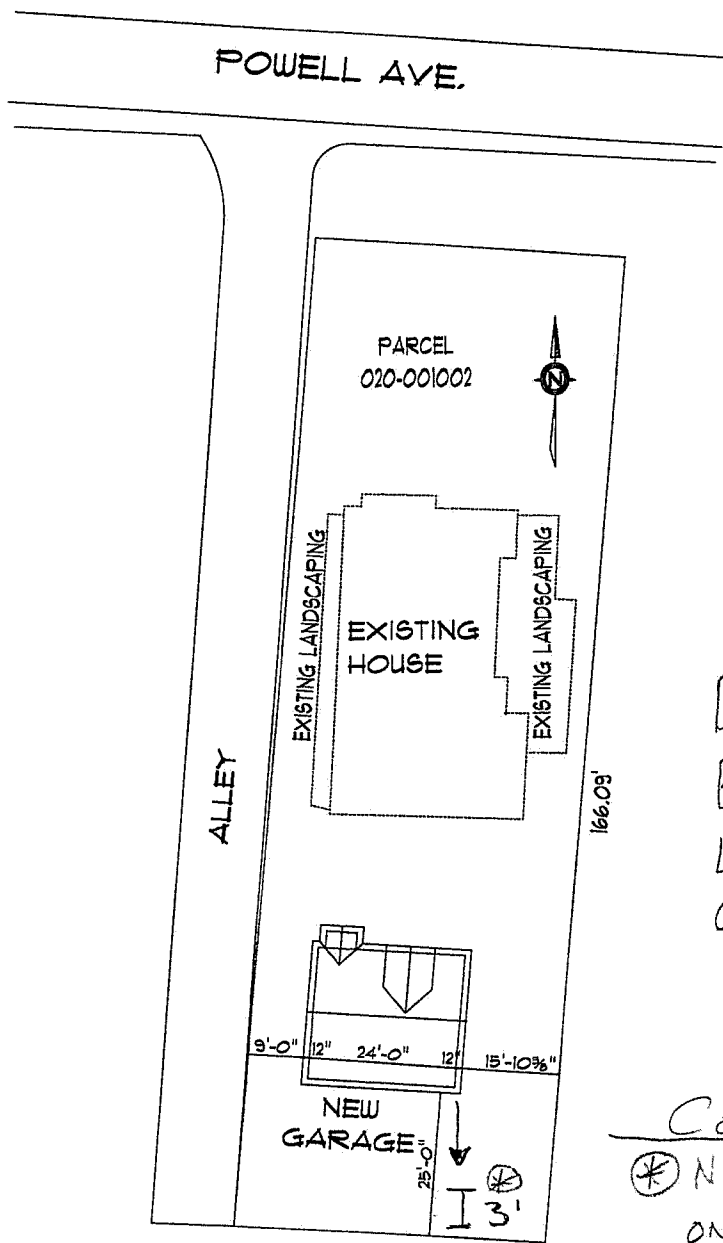 POWELL AVE.
PARCEL
020-001002
N
EXISTING LANDSCAPING
EXISTING
HOUSE
EXISTING LANDSCAPING
ALLEY
166.09'
9'-0" 12" 24'-0" 12" 15'-10⅜"
NEW
GARAGE
25'-0"
3'
N
ON